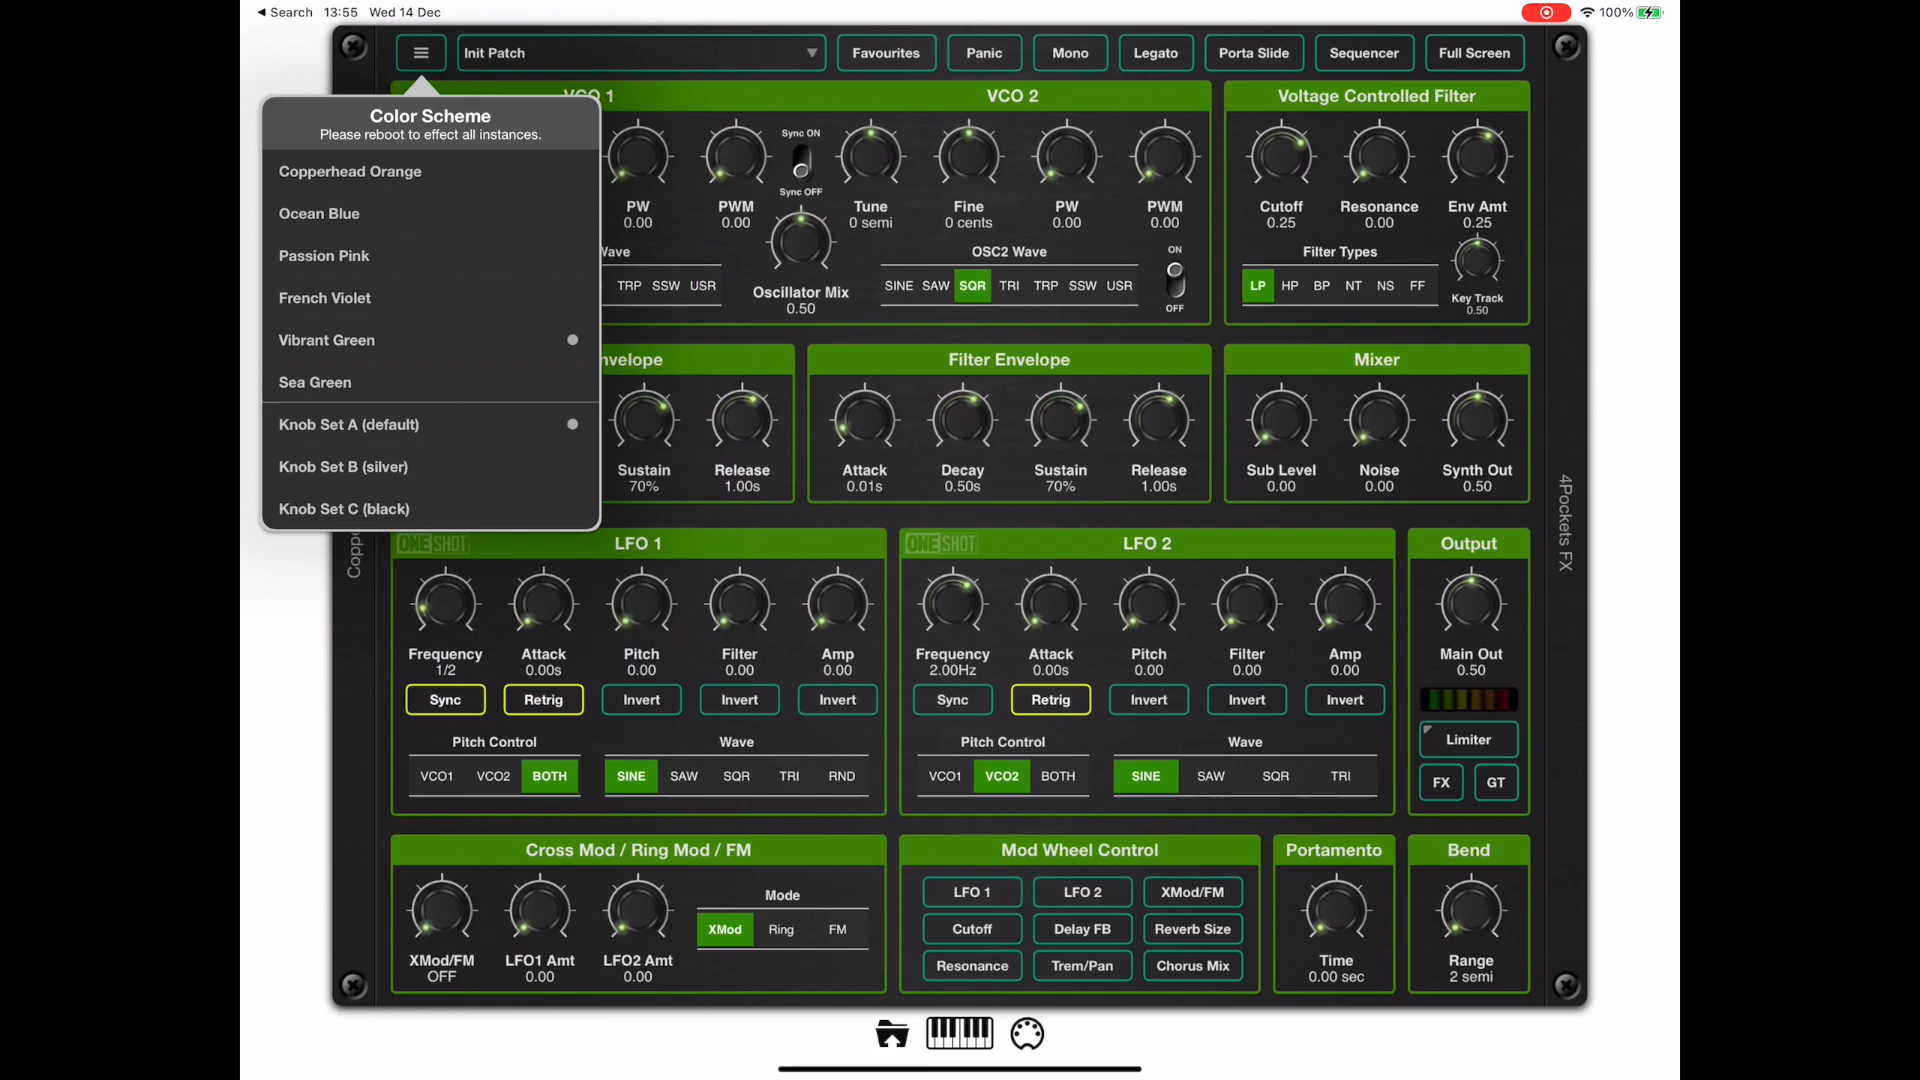 ◀ Search 13:55 Wed 14 Dec
100%
Init Patch
Favourites
Panic
Mono
Legato
Porta Slide
Sequencer
Full Screen
Color Scheme
Please reboot to effect all instances.
Copperhead Orange
Ocean Blue
Passion Pink
French Violet
Vibrant Green
Sea Green
Knob Set A (default)
Knob Set B (silver)
Knob Set C (black)
VCO 1
VCO 2
PW
0.00
PWM
0.00
Sync ON
Sync OFF
Oscillator Mix
0.50
Tune
0 semi
Fine
0 cents
PW
0.00
PWM
0.00
Wave
TRP SSW USR
OSC2 Wave
SINE SAW SQR TRI TRP SSW USR
ON
OFF
Voltage Controlled Filter
Cutoff
0.25
Resonance
0.00
Env Amt
0.25
Filter Types
LP HP BP NT NS FF
Key Track
0.50
nvelope
Sustain
70%
Release
1.00s
Filter Envelope
Attack
0.01s
Decay
0.50s
Sustain
70%
Release
1.00s
Mixer
Sub Level
0.00
Noise
0.00
Synth Out
0.50
Coppe
4Pockets FX
ONE SHOT
LFO 1
Frequency
1/2
Attack
0.00s
Pitch
0.00
Filter
0.00
Amp
0.00
Sync
Retrig
Invert
Invert
Invert
Pitch Control
VCO1 VCO2 BOTH
Wave
SINE SAW SQR TRI RND
ONE SHOT
LFO 2
Frequency
2.00Hz
Attack
0.00s
Pitch
0.00
Filter
0.00
Amp
0.00
Sync
Retrig
Invert
Invert
Invert
Pitch Control
VCO1 VCO2 BOTH
Wave
SINE SAW SQR TRI
Output
Main Out
0.50
Limiter
FX
GT
Cross Mod / Ring Mod / FM
XMod/FM
OFF
LFO1 Amt
0.00
LFO2 Amt
0.00
Mode
XMod Ring FM
Mod Wheel Control
LFO 1
LFO 2
XMod/FM
Cutoff
Delay FB
Reverb Size
Resonance
Trem/Pan
Chorus Mix
Portamento
Time
0.00 sec
Bend
Range
2 semi